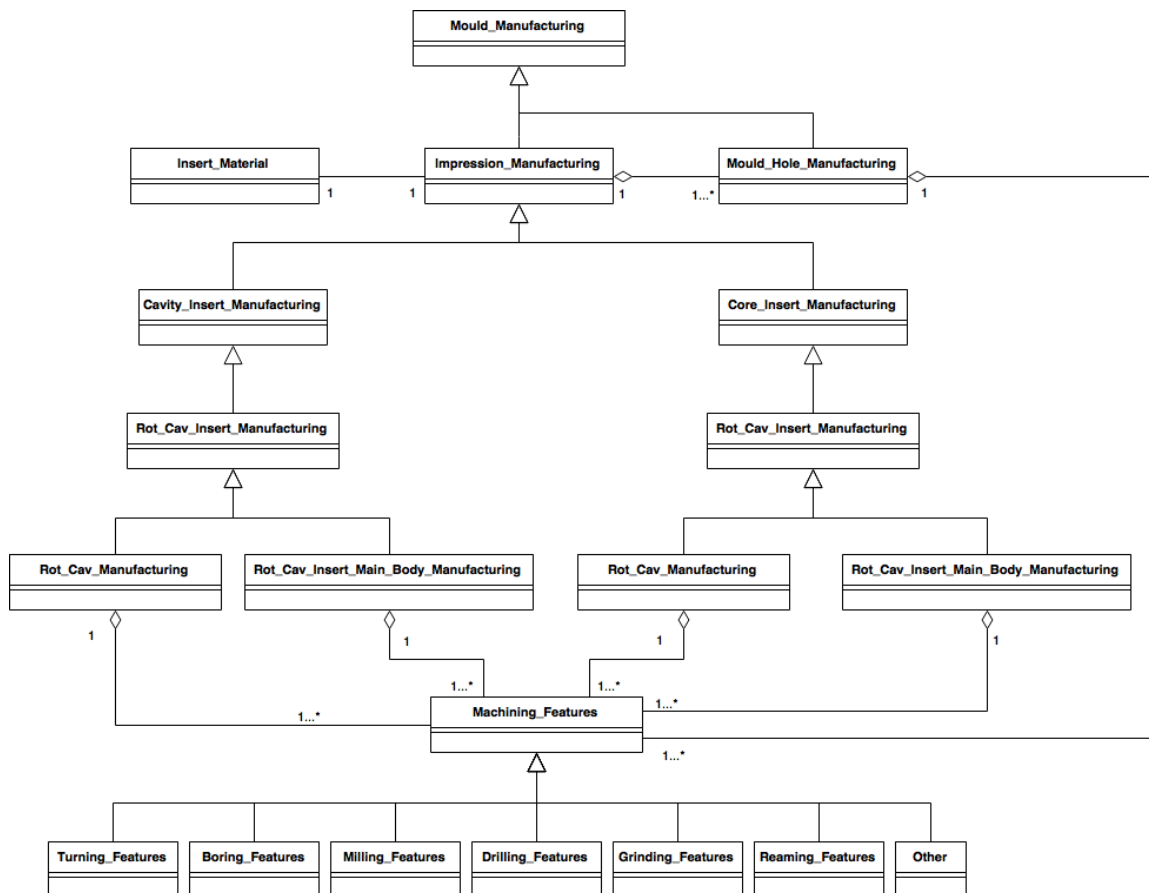 Mould_Manufacturing
Insert_Material
Impression_Manufacturing
Mould_Hole_Manufacturing
1
1
1
1...*
1
Cavity_Insert_Manufacturing
Core_Insert_Manufacturing
Rot_Cav_Insert_Manufacturing
Rot_Cav_Insert_Manufacturing
Rot_Cav_Manufacturing
Rot_Cav_Insert_Main_Body_Manufacturing
Rot_Cav_Manufacturing
Rot_Cav_Insert_Main_Body_Manufacturing
1
1
1
1
1...*
1...*
1...*
1...*
Machining_Features
1...*
Turning_Features
Boring_Features
Milling_Features
Drilling_Features
Grinding_Features
Reaming_Features
Other